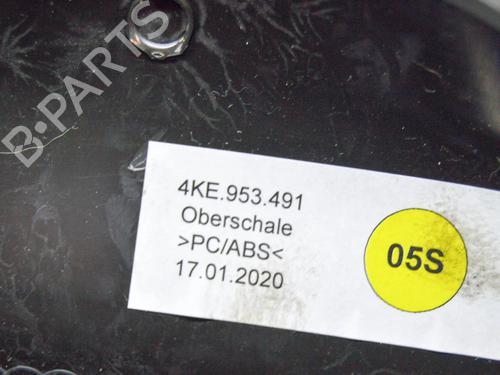 B-PARTS
4KE.953.491
Oberschale
>PC/ABS<
17.01.2020
05S